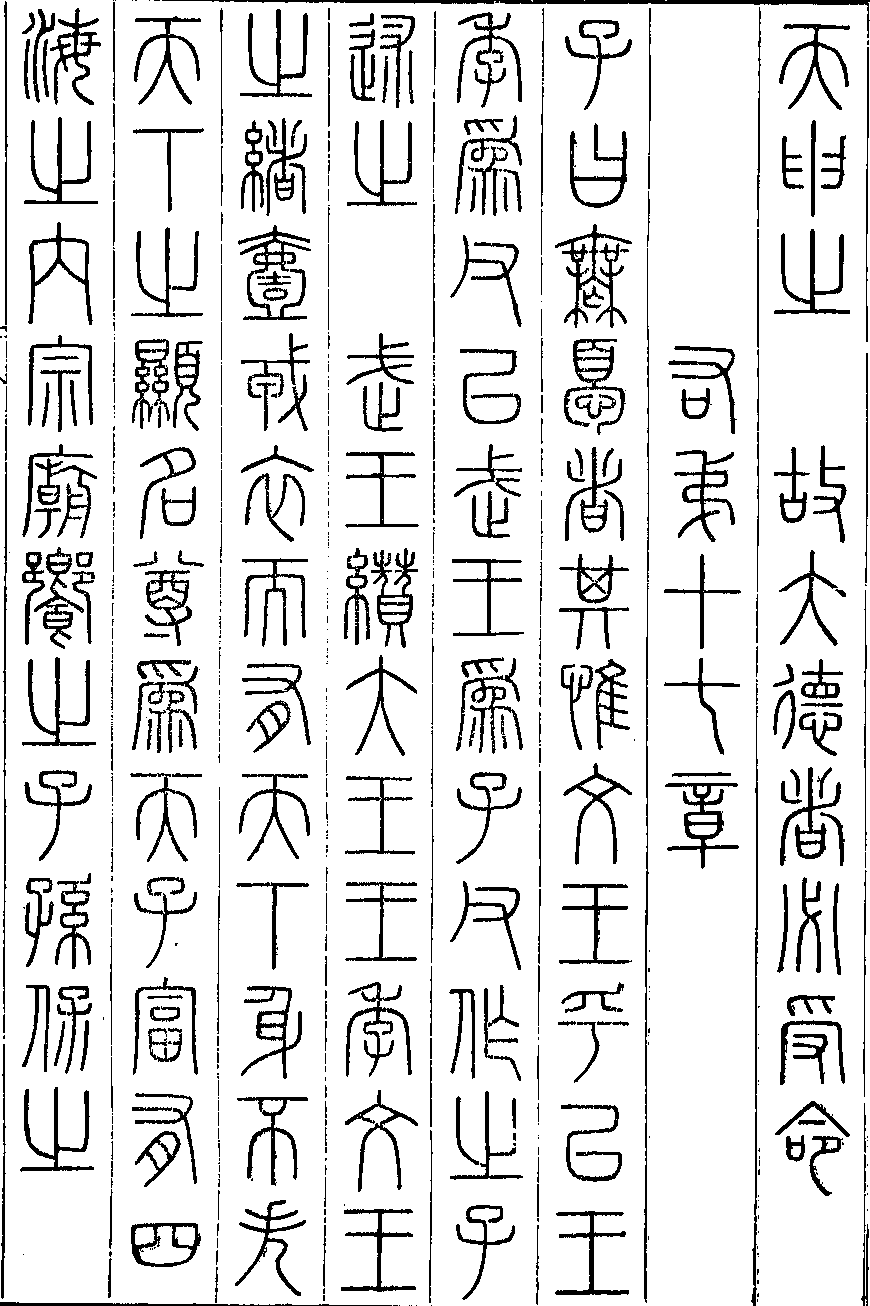 天申之 故大德者必受命
右弟十七章
子曰無憂者其惟文王乎以王
季爲父以武王爲子父作之子
述之 武王纘大王王季文王
之緖壹戎衣而有天下身不失
天下之顯名尊爲天子富有四
海之內宗廟饗之子孫保之